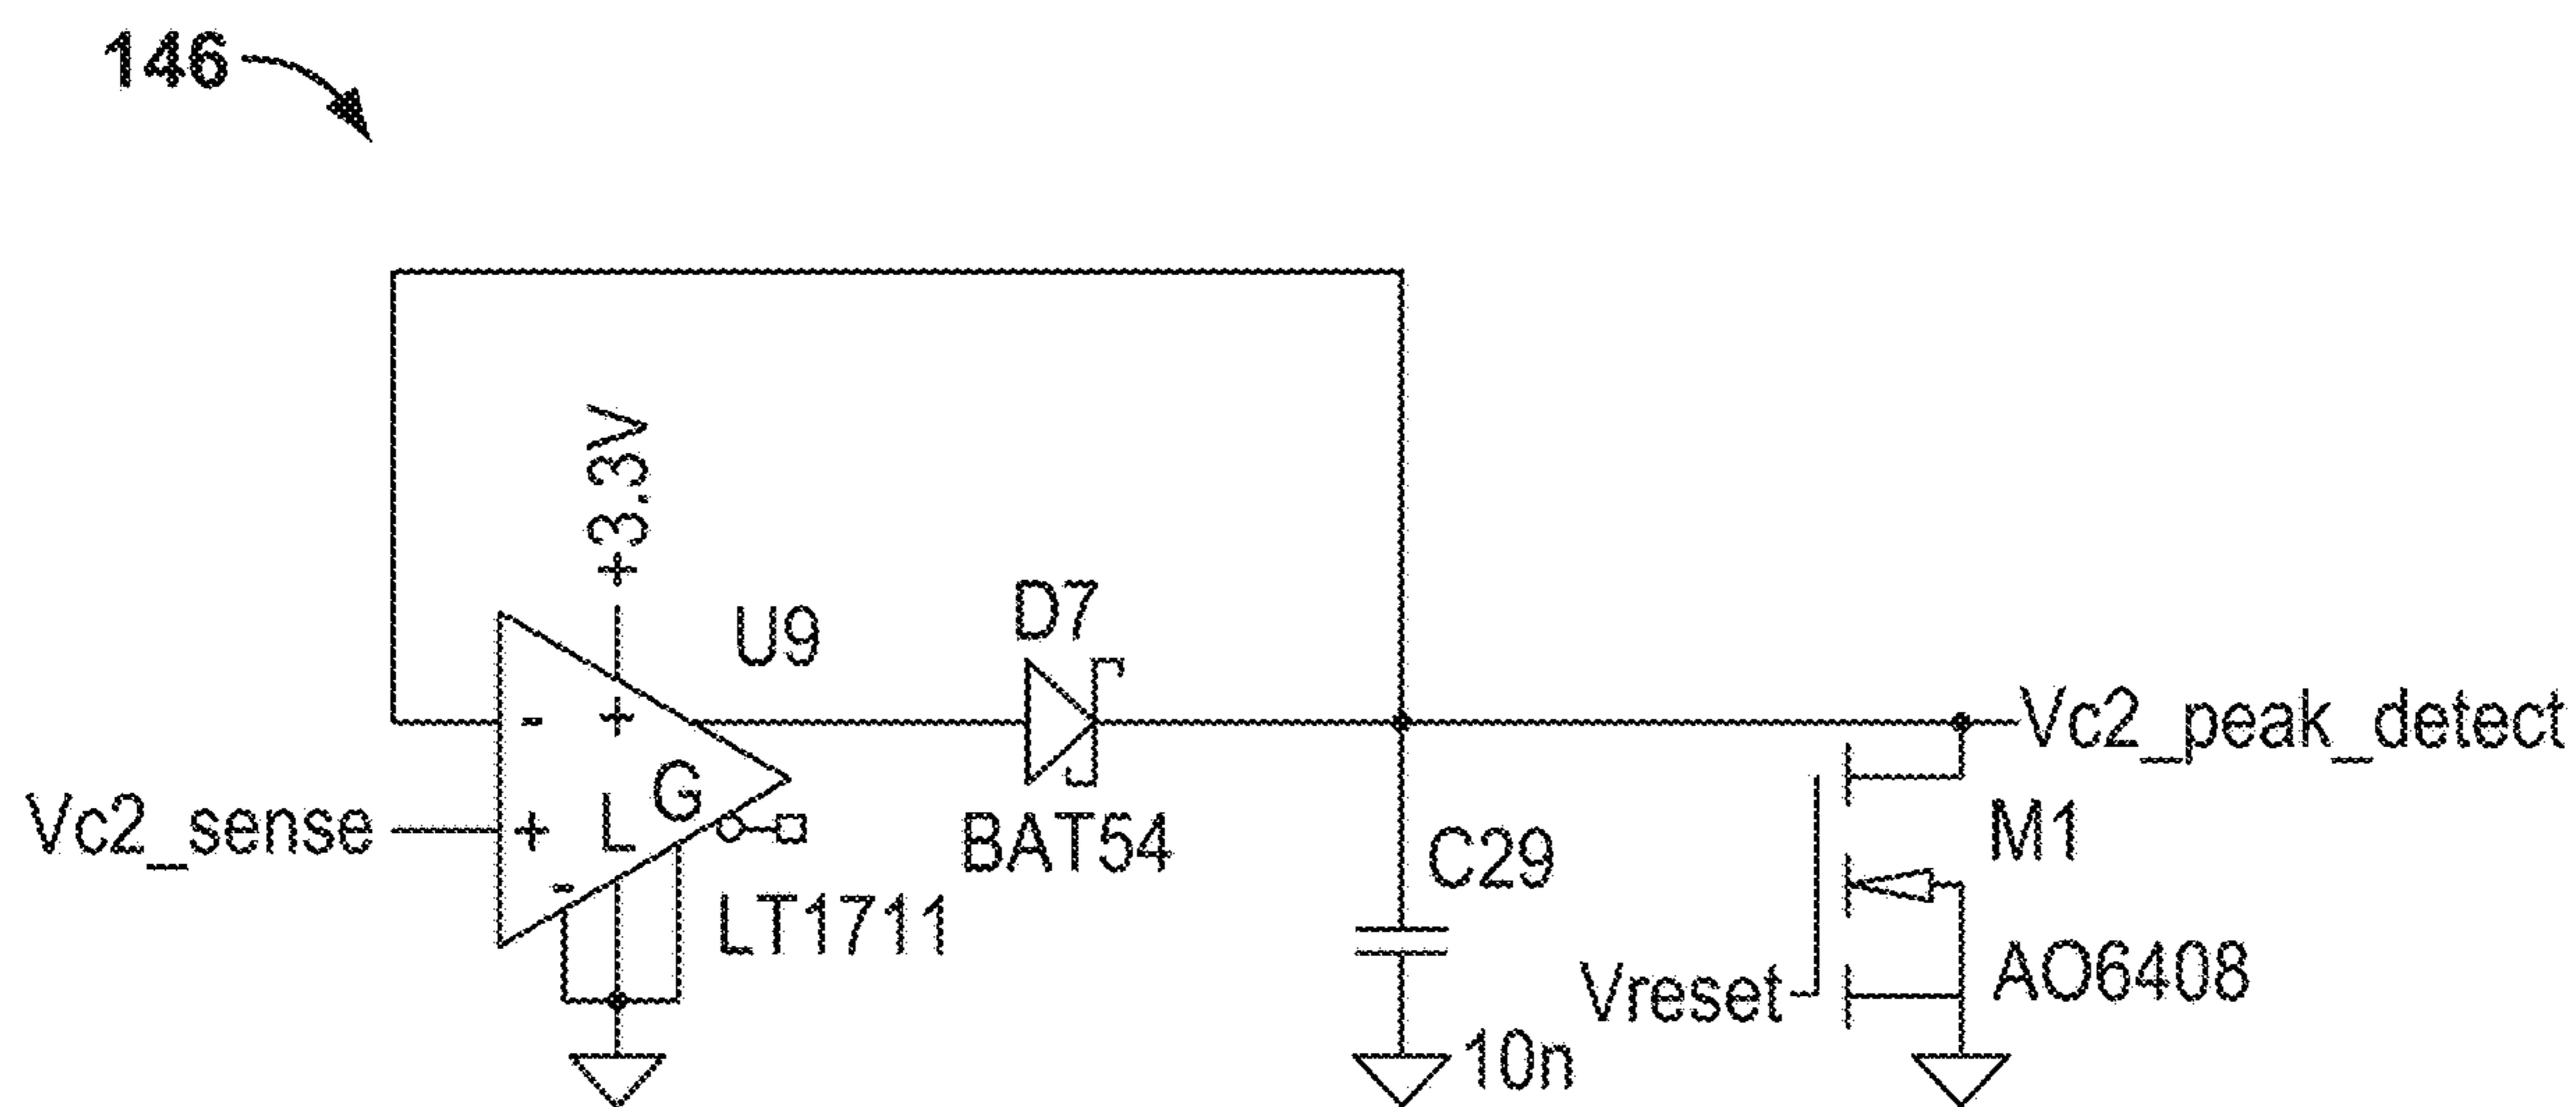 146
+3.3V
U9
D7
- +
Vc2_peak_detect
G
Vc2_sense
+ L
-
LT1711
BAT54
C29
M1
Vreset
AO6408
10n